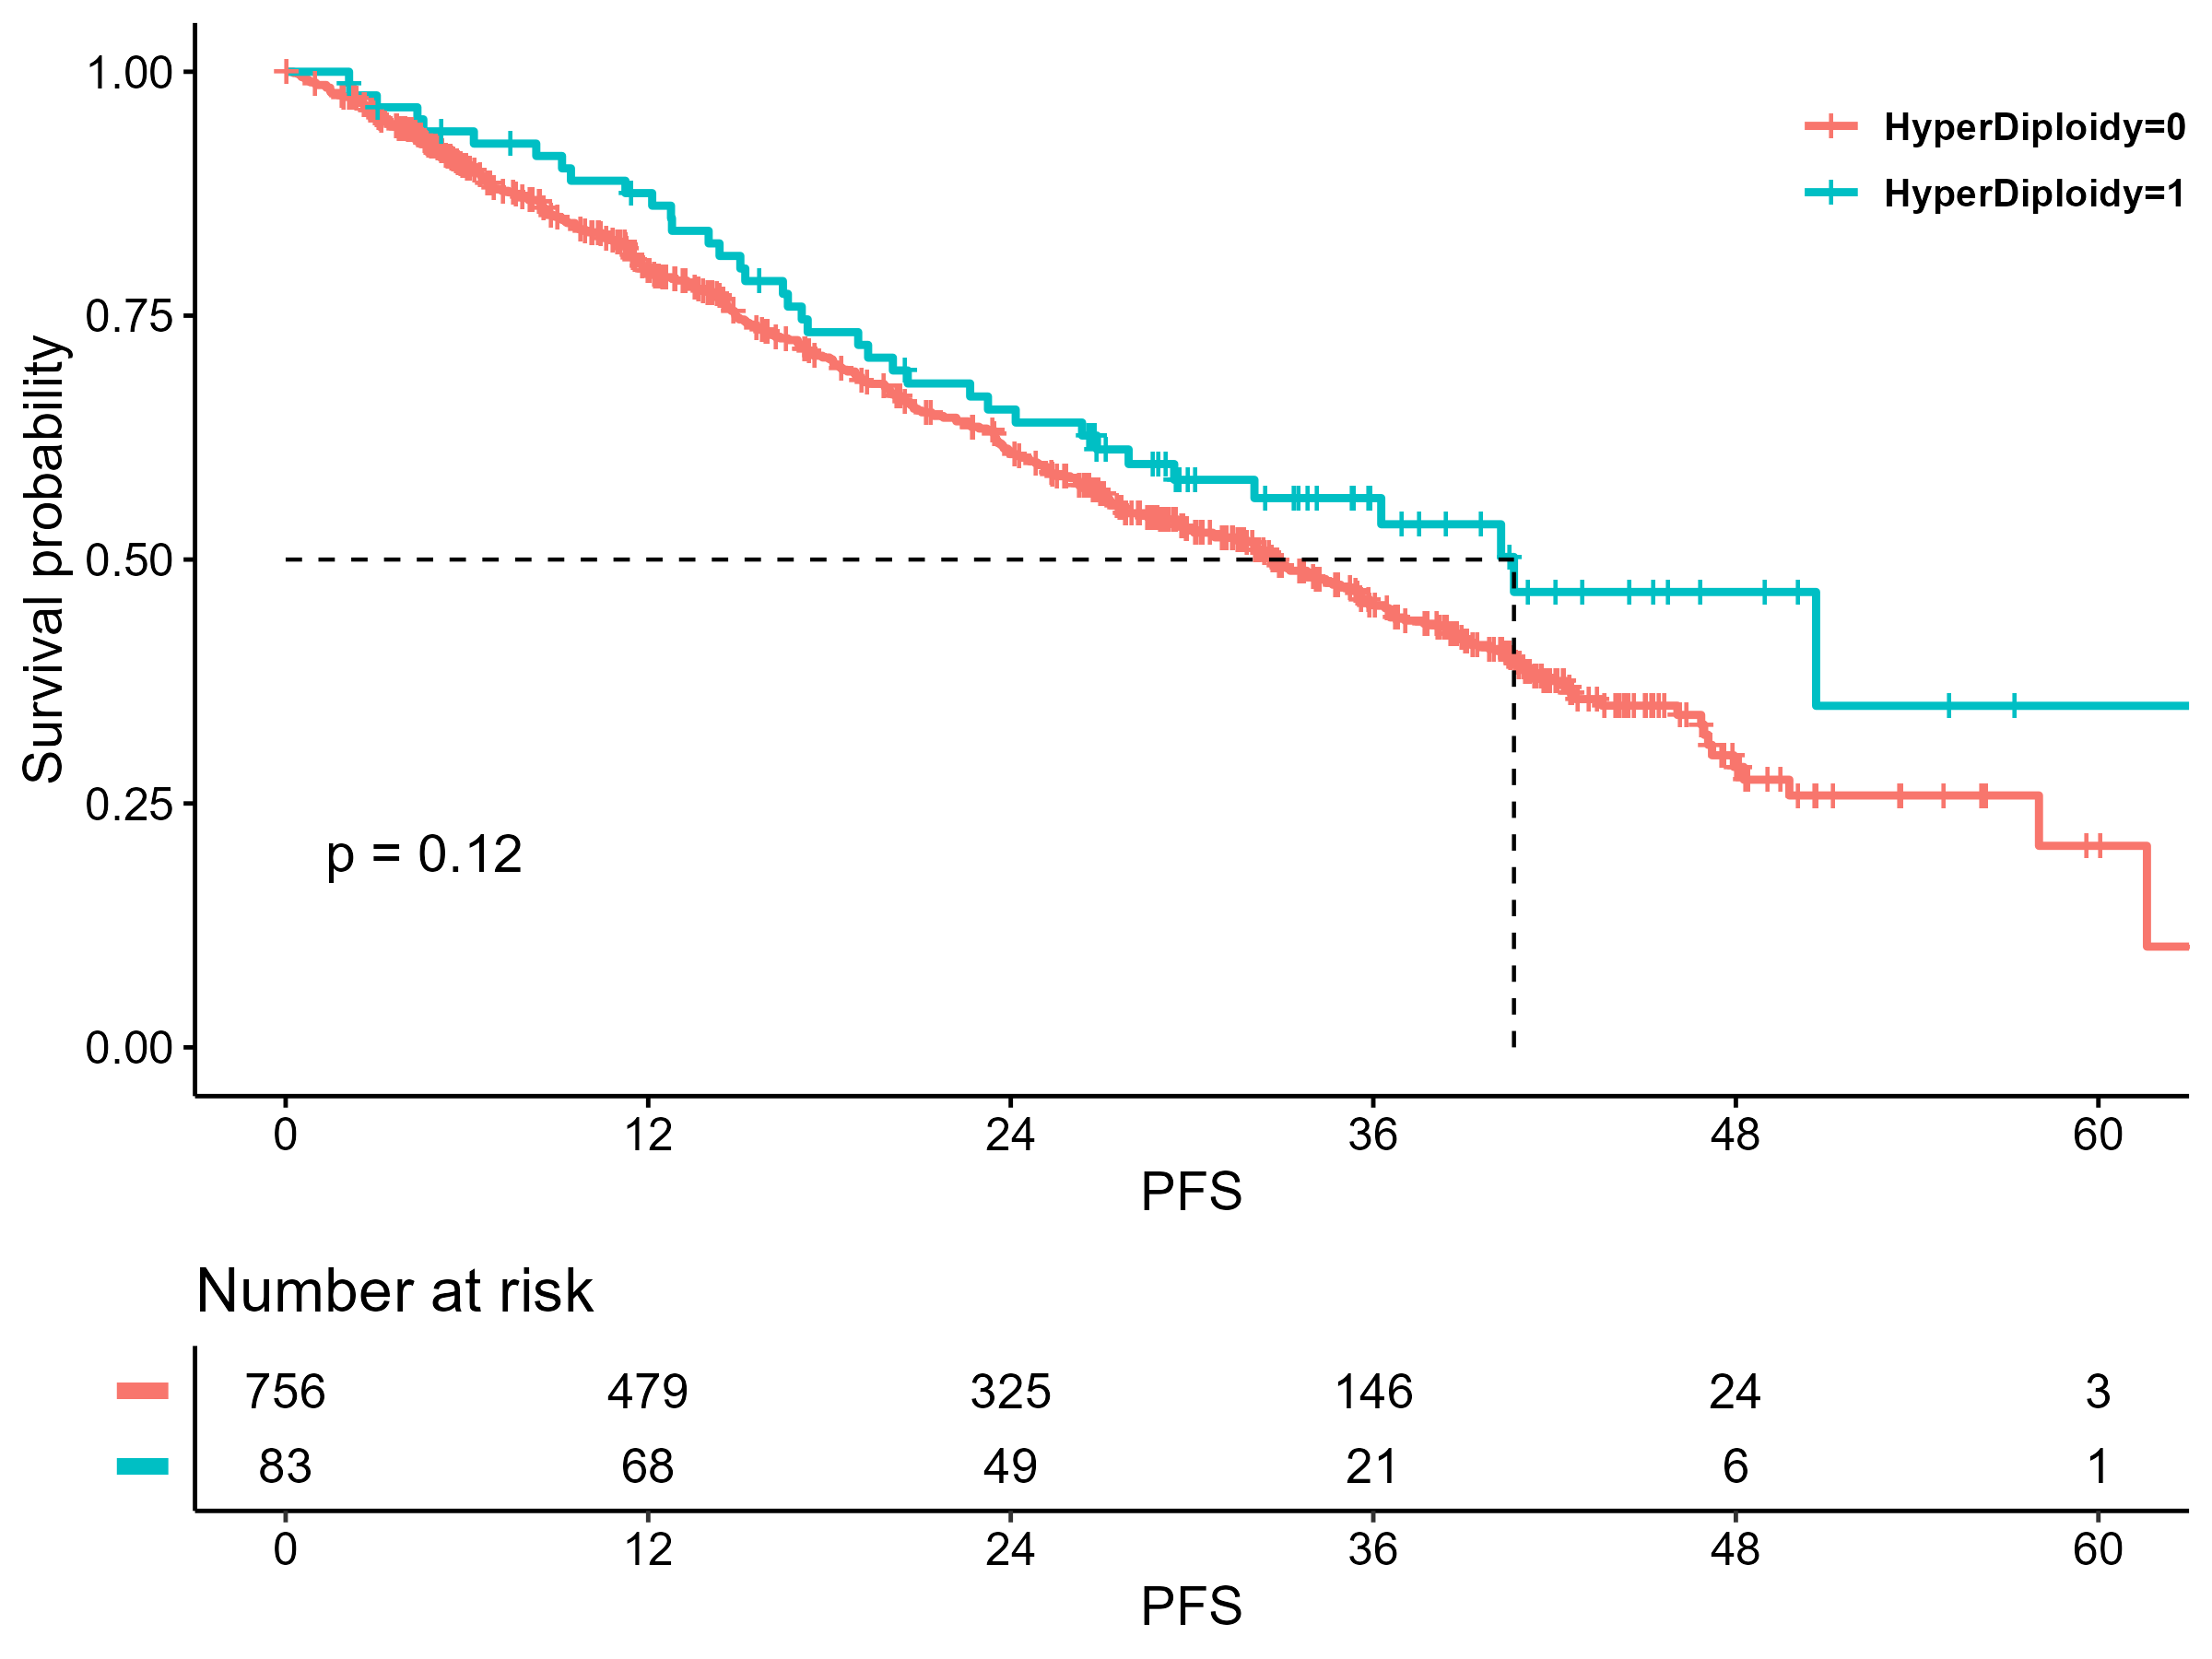 1.00
0.75
0.50
0.25
0.00
Survival probability
HyperDiploidy=0
HyperDiploidy=1
p = 0.12
0 12 24 36 48 60
PFS
Number at risk
756 479 325 146 24 3
83 68 49 21 6 1
0 12 24 36 48 60
PFS